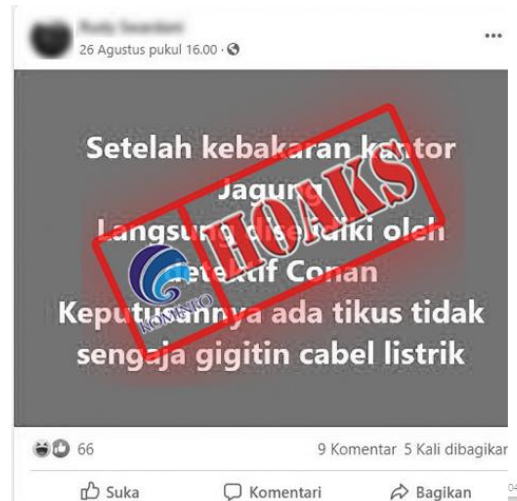 26 Agustus pukul 16.00
Setelah kebakaran kantor
Jagung
Langsung diselidiki oleh
detektif Conan
Keputusannya ada tikus tidak
sengaja gigitin cabel listrik
HOAKS
KOMINFO
66
9 Komentar 5 Kali dibagikan
Suka Komentar Bagikan